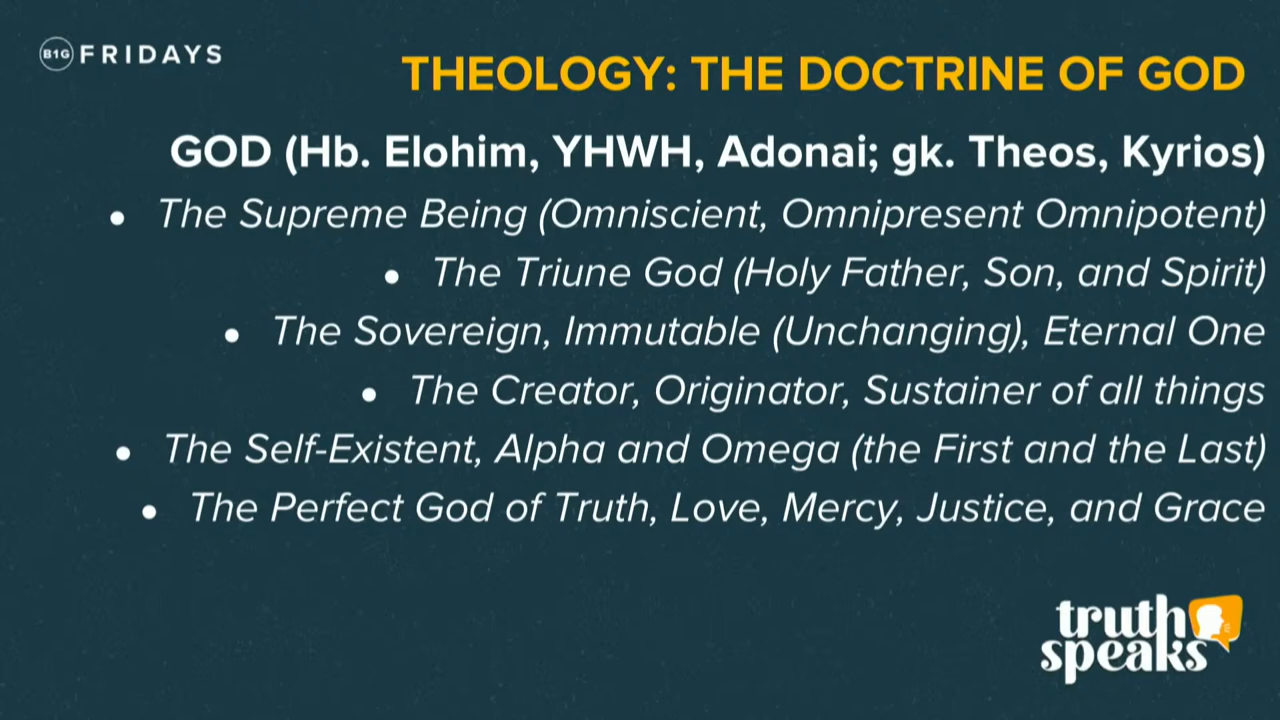 B1G FRIDAYS
THEOLOGY: THE DOCTRINE OF GOD
GOD (Hb. Elohim, YHWH, Adonai; gk. Theos, Kyrios)
• The Supreme Being (Omniscient, Omnipresent Omnipotent)
• The Triune God (Holy Father, Son, and Spirit)
• The Sovereign, Immutable (Unchanging), Eternal One
• The Creator, Originator, Sustainer of all things
• The Self-Existent, Alpha and Omega (the First and the Last)
• The Perfect God of Truth, Love, Mercy, Justice, and Grace
truth
speaks